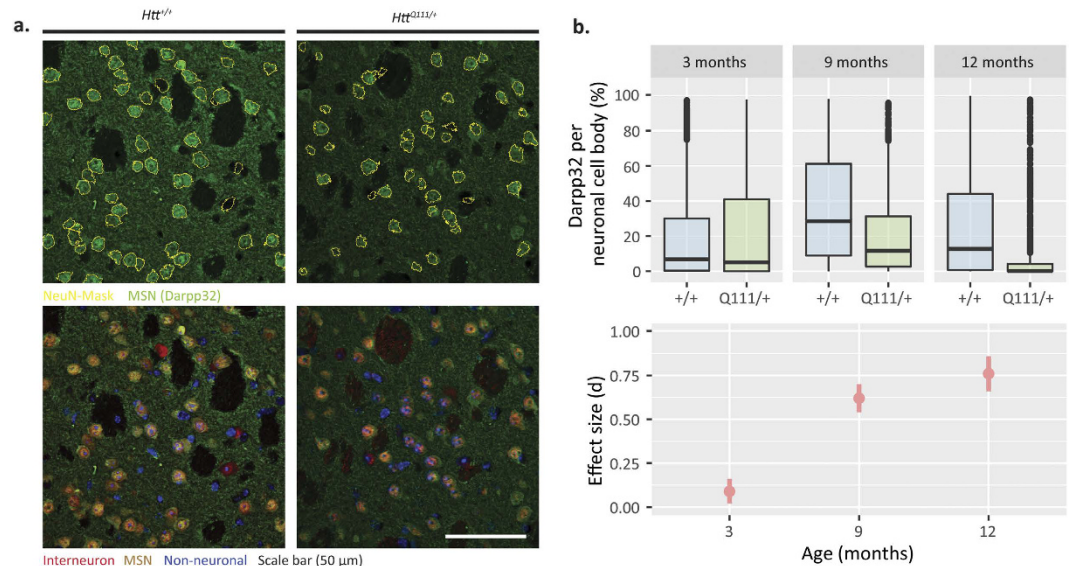 a.
Htt+/+
HttQ111/+
NeuN-Mask MSN (Darpp32)
Interneuron MSN Non-neuronal Scale bar (50 µm)
b.
3 months 9 months 12 months
Darpp32 per
neuronal cell body (%)
100
80
60
40
20
0
+/+ Q111/+ +/+ Q111/+ +/+ Q111/+
Effect size (d)
1.00
0.75
0.50
0.25
0.00
3 9 12
Age (months)